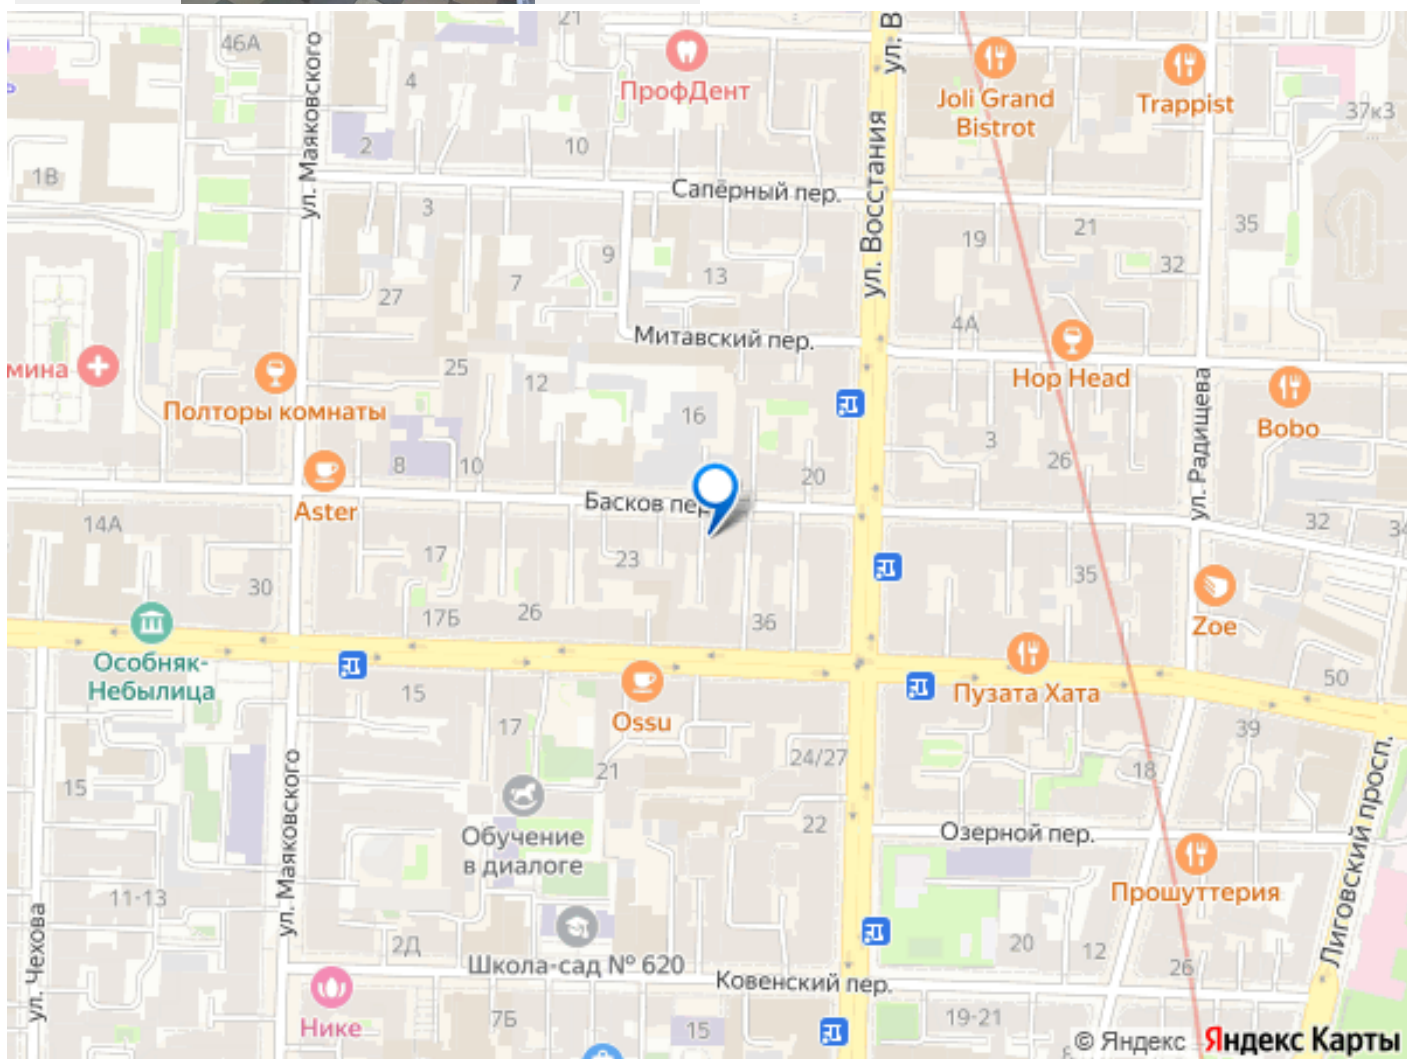 21
46А
ул. Маяковского
4
ПрофДент
ул. В
Joli Grand
Bistrot
Trappist
37к3
2
10
1В
Сапёрный пер.
ул. Восстания
3
9
7
13
27
19
21
35
32
Митавский пер.
4А
мина
25
12
Полторы комнаты
16
Hop Head
ул. Радищева
Bobo
8
10
3
26
20
Aster
Басков пер
14А
32
34
17
23
35
30
17Б
26
36
Zoe
Особняк-
Небылица
15
Ossu
Пузата Хата
50
17
24/27
39
21
18
15
ул. Маяковского
Обучение
в диалоге
22
Озерной пер.
Лиговский просп.
Прошуттерия
11-13
ул. Чехова
2Д
Школа-сад № 620
20
12
26
Ковенский пер.
Нике
7Б
15
19-21
8
© Яндекс Яндекс Карты